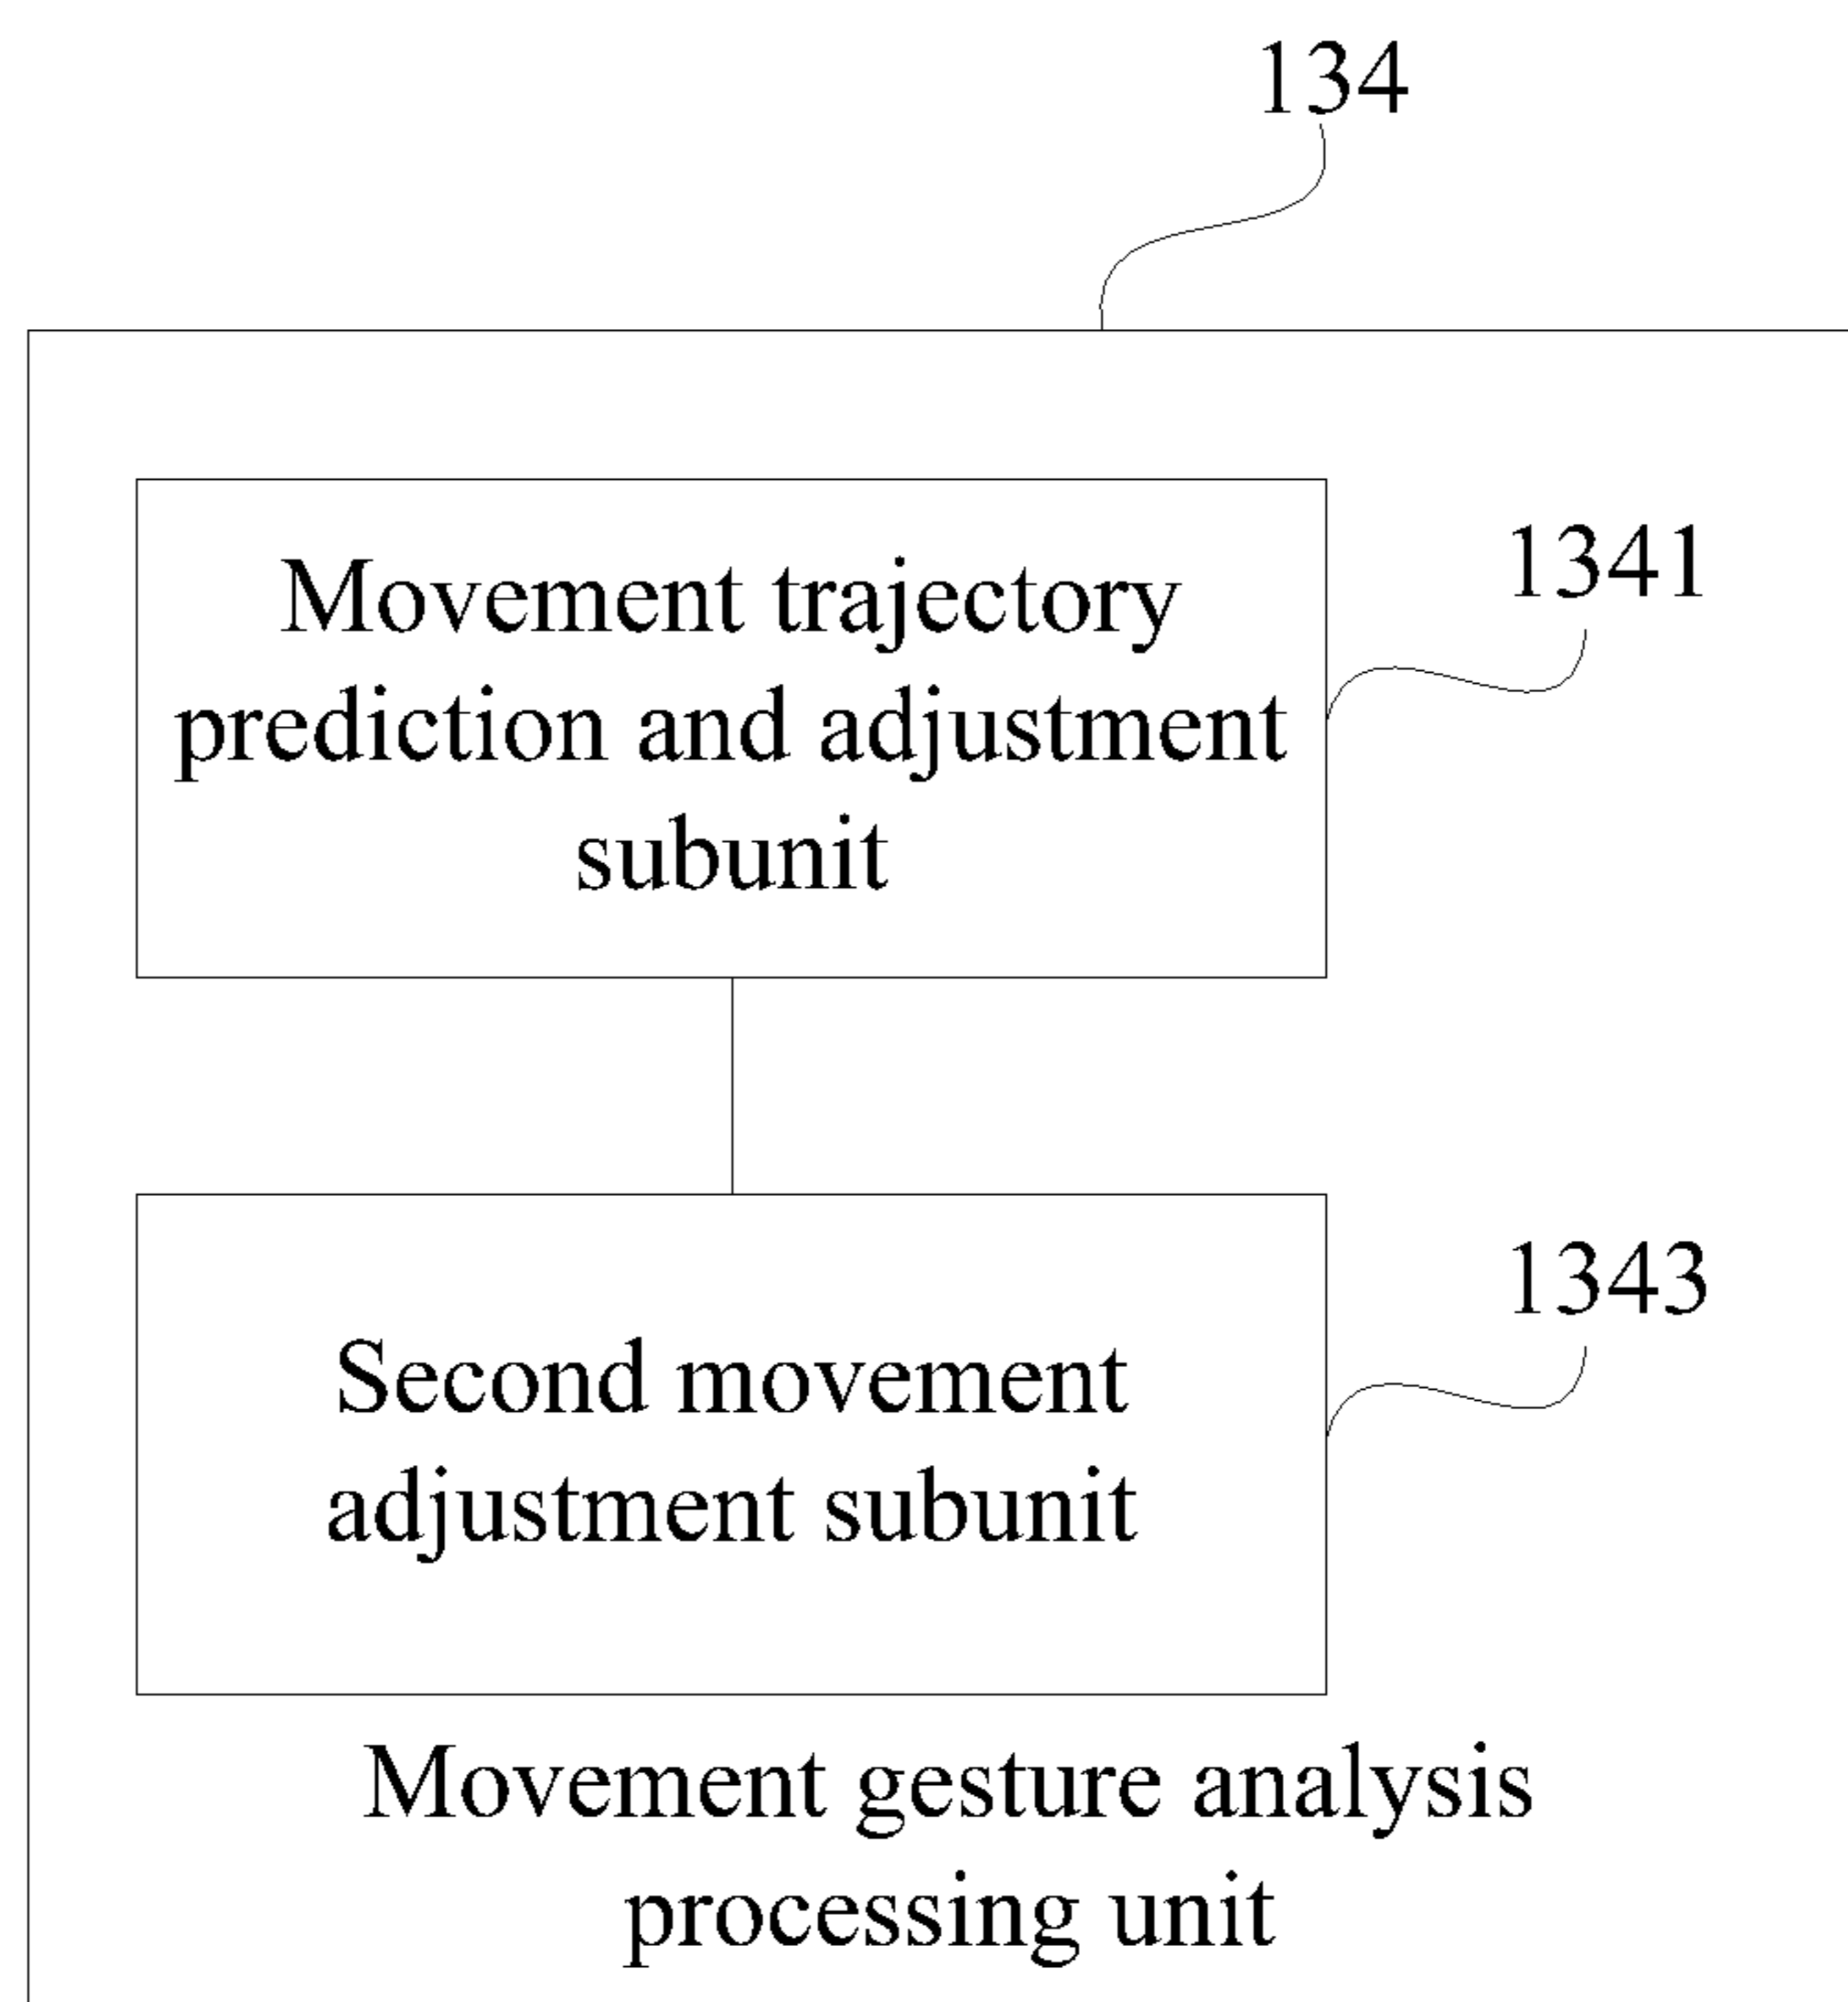 134
Movement trajectory
prediction and adjustment
subunit
1341
Second movement
adjustment subunit
1343
Movement gesture analysis
processing unit